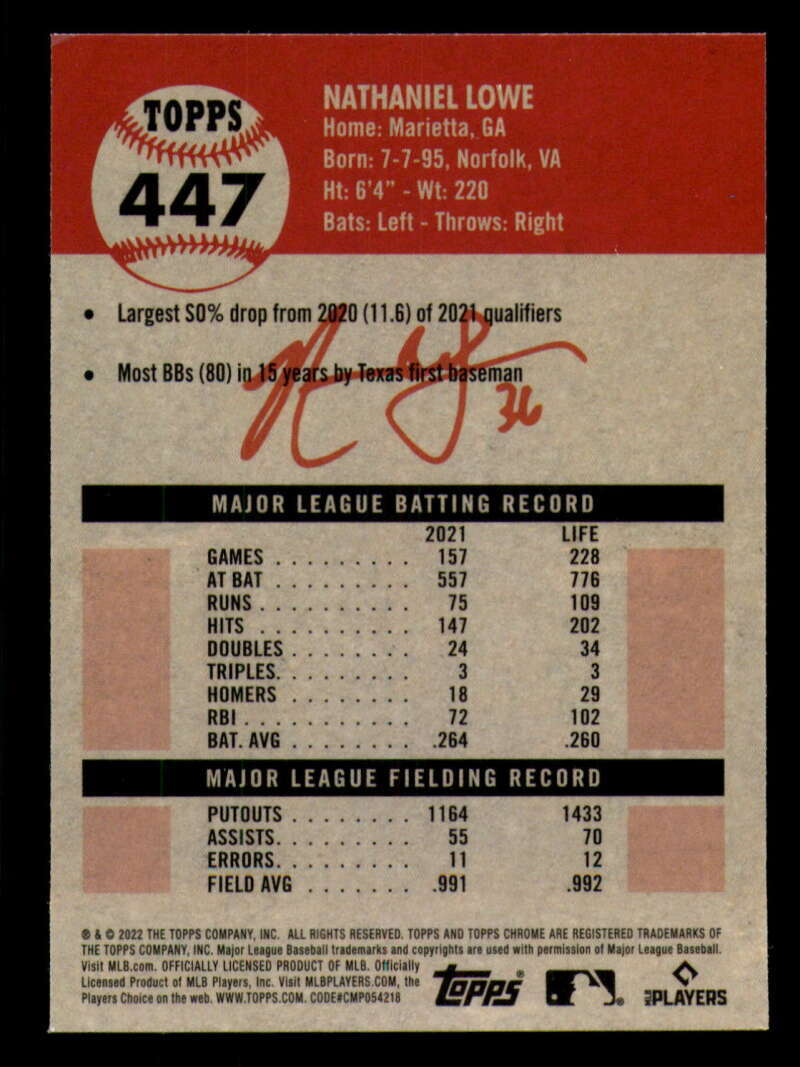 TOPPS
447
NATHANIEL LOWE
Home: Marietta, GA
Born: 7-7-95, Norfolk, VA
Ht: 6'4" - Wt: 220
Bats: Left - Throws: Right
• Largest SO% drop from 2020 (11.6) of 2021 qualifiers
• Most BBs (80) in 15 years by Texas first baseman
36
MAJOR LEAGUE BATTING RECORD
2021 LIFE
GAMES . . . . . . . . . . 157 228
AT BAT . . . . . . . . . . 557 776
RUNS . . . . . . . . . . . 75 109
HITS . . . . . . . . . . . 147 202
DOUBLES . . . . . . . . 24 34
TRIPLES. . . . . . . . . 3 3
HOMERS . . . . . . . . 18 29
RBI . . . . . . . . . . . . 72 102
BAT. AVG . . . . . . . . .264 .260
MAJOR LEAGUE FIELDING RECORD
PUTOUTS . . . . . . . . 1164 1433
ASSISTS. . . . . . . . . 55 70
ERRORS. . . . . . . . . 11 12
FIELD AVG . . . . . . . .991 .992
® & © 2022 THE TOPPS COMPANY, INC. ALL RIGHTS RESERVED. TOPPS AND TOPPS CHROME ARE REGISTERED TRADEMARKS OF
THE TOPPS COMPANY, INC. Major League Baseball trademarks and copyrights are used with permission of Major League Baseball.
Visit MLB.com. OFFICIALLY LICENSED PRODUCT OF MLB. Officially
Licensed Product of MLB Players, Inc. Visit MLBPLAYERS.COM, the
Players Choice on the web. WWW.TOPPS.COM. CODE#CMP054218
Topps®
MLB PLAYERS